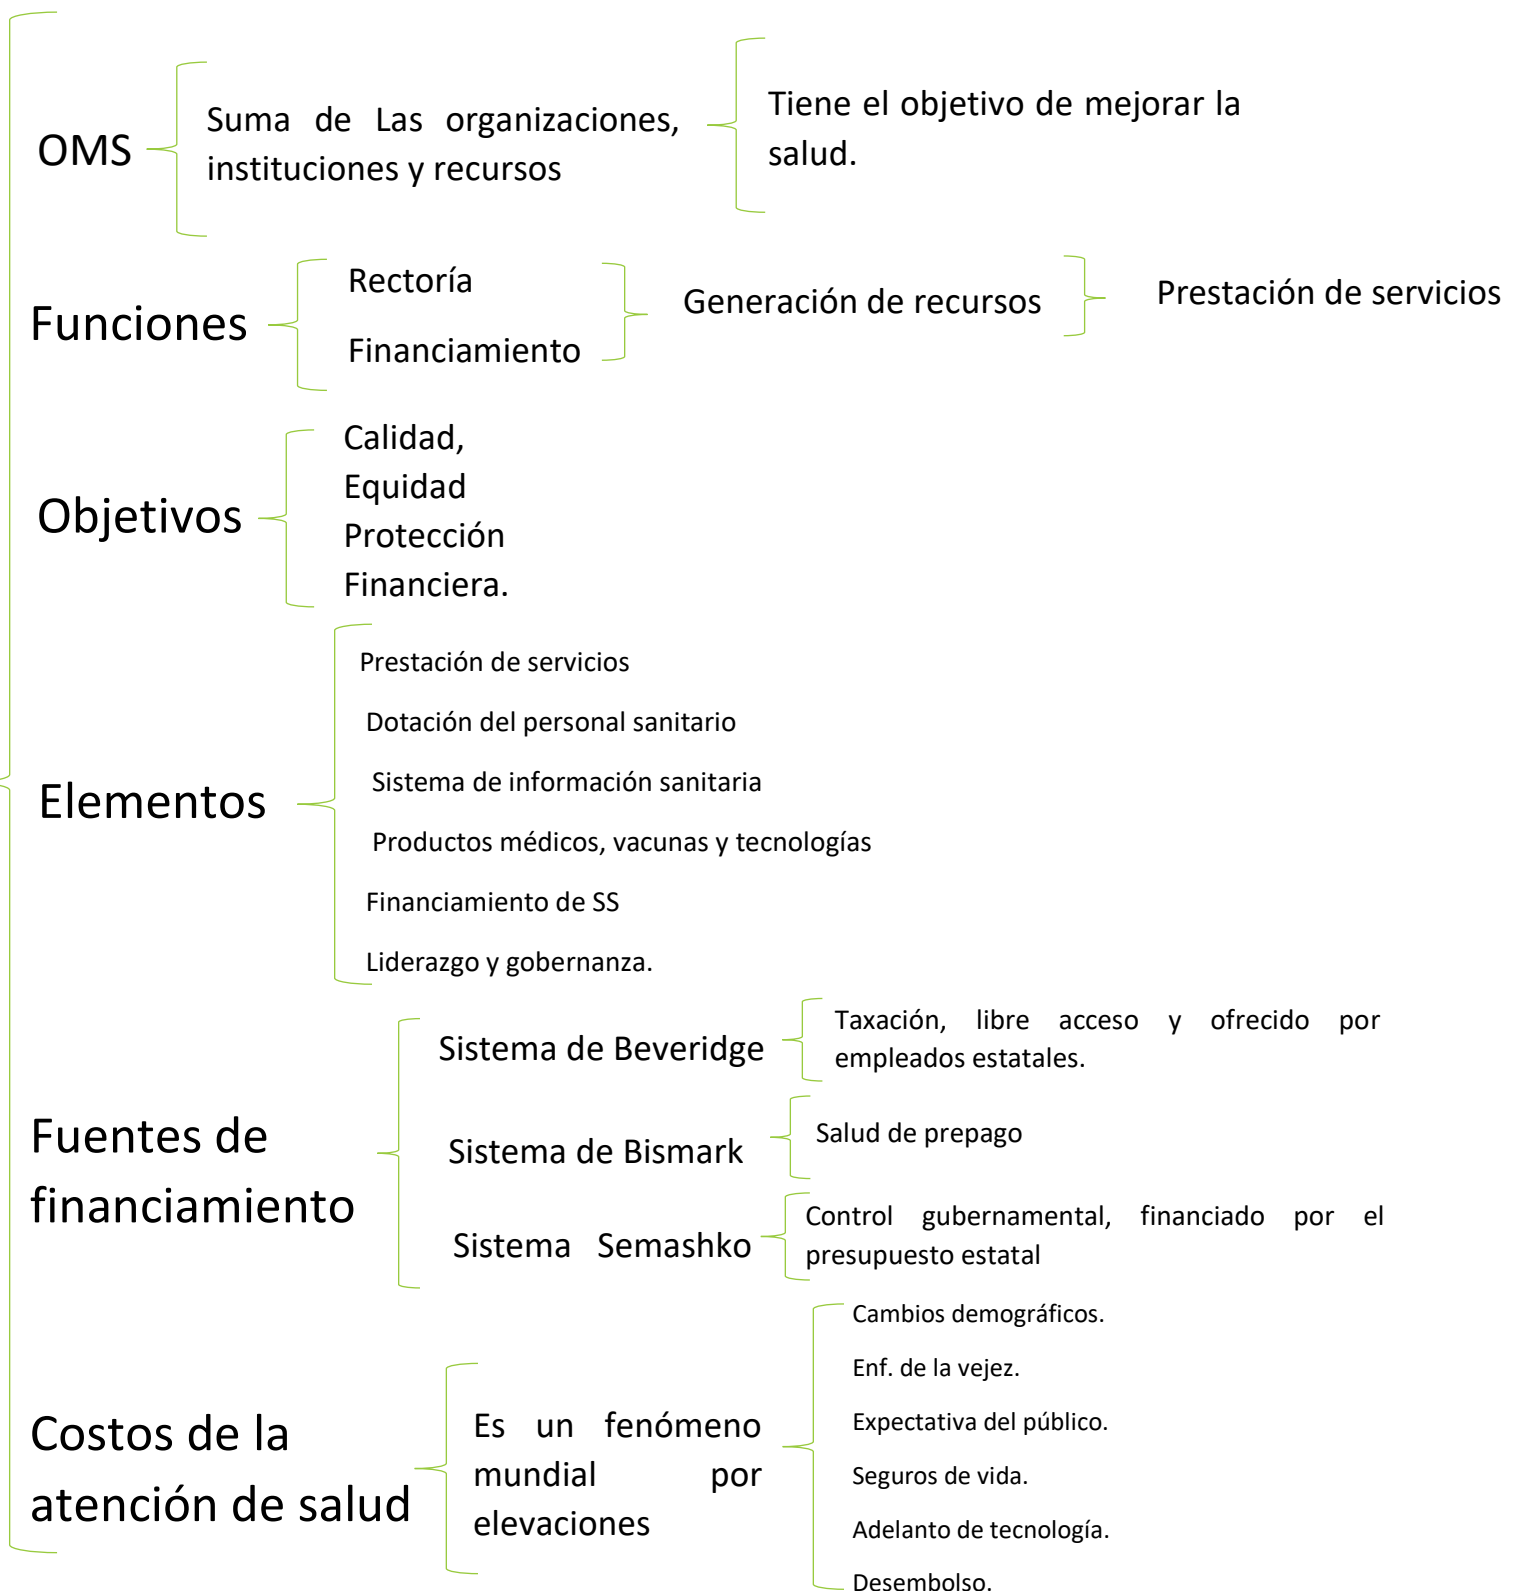 OMS
Suma de Las organizaciones,
instituciones y recursos
Tiene el objetivo de mejorar la
salud.
Funciones
Rectoría
Financiamiento
Generación de recursos
Prestación de servicios
Objetivos
Calidad,
Equidad
Protección
Financiera.
Elementos
Prestación de servicios
Dotación del personal sanitario
Sistema de información sanitaria
Productos médicos, vacunas y tecnologías
Financiamiento de SS
Liderazgo y gobernanza.
Fuentes de
financiamiento
Sistema de Beveridge
Taxación, libre acceso y ofrecido por
empleados estatales.
Sistema de Bismark
Salud de prepago
Sistema Semashko
Control gubernamental, financiado por el
presupuesto estatal
Costos de la
atención de salud
Es un fenómeno
mundial por
elevaciones
Cambios demográficos.
Enf. de la vejez.
Expectativa del público.
Seguros de vida.
Adelanto de tecnología.
Desembolso.